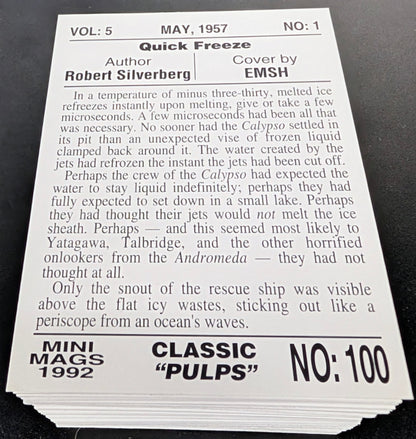 VOL: 5 MAY, 1957 NO: 1
Quick Freeze
Author Cover by
Robert Silverberg EMSH
In a temperature of minus three-thirty, melted ice
refreezes instantly upon melting, give or take a few
microseconds. A few microseconds had been all that
was necessary. No sooner had the Calypso settled in
its pit than an unexpected vise of frozen liquid
clamped back around it. The water created by the
jets had refrozen the instant the jets had been cut off.
Perhaps the crew of the Calypso had expected the
water to stay liquid indefinitely; perhaps they had
fully expected to set down in a small lake. Perhaps
they had thought their jets would not melt the ice
sheath. Perhaps — and this seemed most likely to
Yatagawa, Talbridge, and the other horrified
onlookers from the Andromeda — they had not
thought at all.
Only the snout of the rescue ship was visible
above the flat icy wastes, sticking out like a
periscope from an ocean's waves.
MINI
MAGS
1992
CLASSIC
"PULPS"
NO: 100